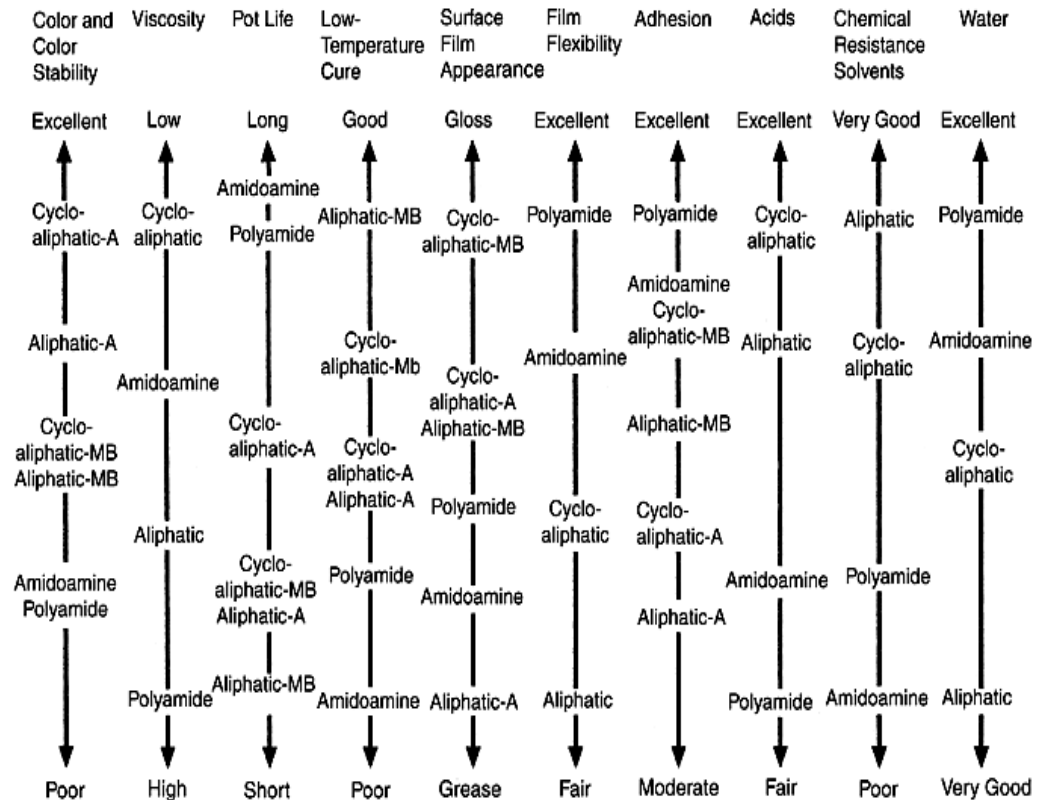 Color and
Color
Stability
Viscosity
Pot Life
Low-
Temperature
Cure
Surface
Film
Appearance
Film
Flexibility
Adhesion
Acids
Chemical
Resistance
Solvents
Water
Excellent
Low
Long
Good
Gloss
Excellent
Excellent
Excellent
Very Good
Excellent
Cyclo-
aliphatic-A
Aliphatic-A
Cyclo-
aliphatic-MB
Aliphatic-MB
Amidoamine
Polyamide
Cyclo-
aliphatic
Amidoamine
Aliphatic
Polyamide
Amidoamine
Polyamide
Cyclo-
aliphatic-A
Cyclo-
aliphatic-MB
Aliphatic-A
Aliphatic-MB
Aliphatic-MB
Cyclo-
aliphatic-Mb
Cyclo-
aliphatic-A
Aliphatic-A
Polyamide
Amidoamine
Cyclo-
aliphatic-MB
Cyclo-
aliphatic-A
Aliphatic-MB
Polyamide
Amidoamine
Aliphatic-A
Polyamide
Amidoamine
Cyclo-
aliphatic
Aliphatic
Polyamide
Amidoamine
Cyclo-
aliphatic-MB
Aliphatic-MB
Cyclo-
aliphatic-A
Aliphatic-A
Cyclo-
aliphatic
Aliphatic
Amidoamine
Polyamide
Aliphatic
Cyclo-
aliphatic
Polyamide
Amidoamine
Polyamide
Amidoamine
Cyclo-
aliphatic
Aliphatic
Poor
High
Short
Poor
Grease
Fair
Moderate
Fair
Poor
Very Good